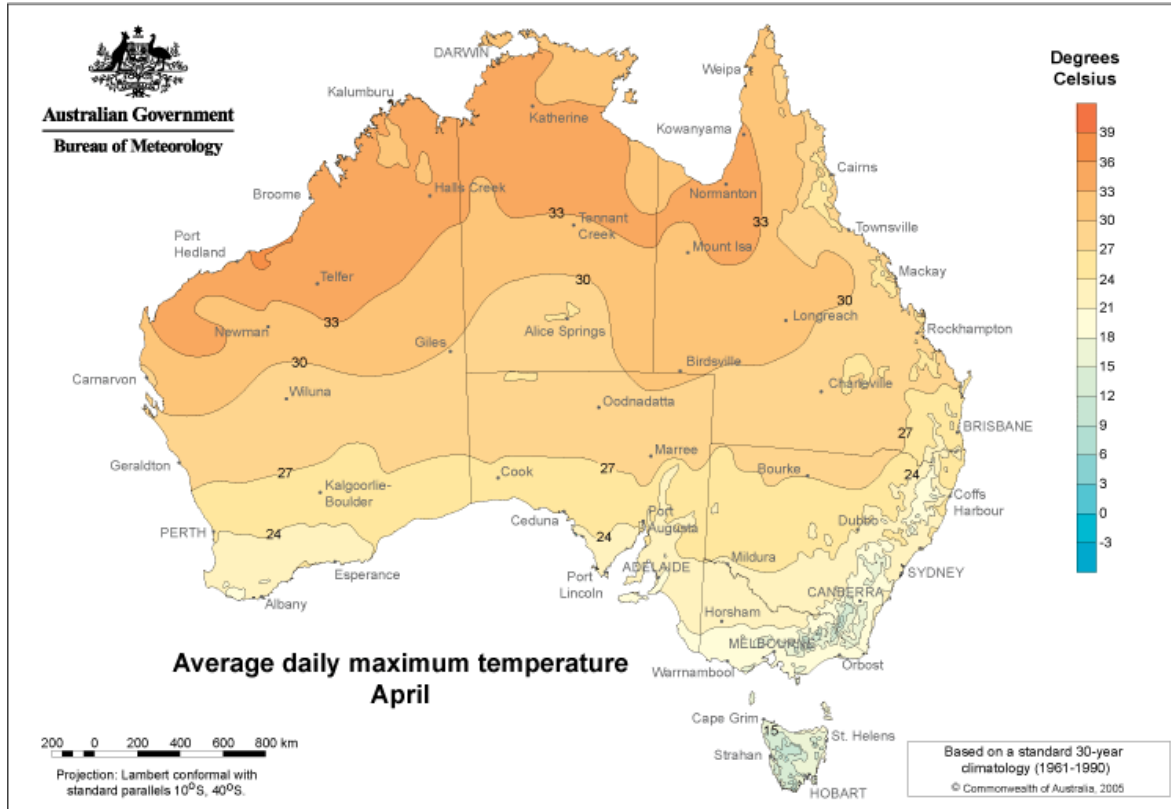 Australian Government
Bureau of Meteorology
DARWIN
Kalumburu
Katherine
Weipa
Kowanyama
Cairns
Broome
Halls Creek
Normanton
33
Tennant
Creek
33
Townsville
Port
Hedland
Mount Isa
Telfer
30
Mackay
30
Newman
33
Alice Springs
Longreach
Rockhampton
Giles
30
Carnarvon
Wiluna
Birdsville
Charleville
Oodnadatta
27
BRISBANE
Geraldton
27
Cook
27
Marree
Bourke
24
Kalgoorlie-
Boulder
Coffs
Harbour
PERTH
24
Ceduna
24
Port
Augusta
Dubbo
Esperance
Port
Lincoln
ADELAIDE
Mildura
SYDNEY
Albany
CANBERRA
Horsham
MELBOURNE
Warrnambool
Orbost
Cape Grim
15
St. Helens
Strahan
HOBART
Degrees
Celsius
39
36
33
30
27
24
21
18
15
12
9
6
3
0
-3
Average daily maximum temperature
April
200 0 200 400 600 800 km
Projection: Lambert conformal with
standard parallels 10°S, 40°S.
Based on a standard 30-year
climatology (1961-1990)
© Commonwealth of Australia, 2005